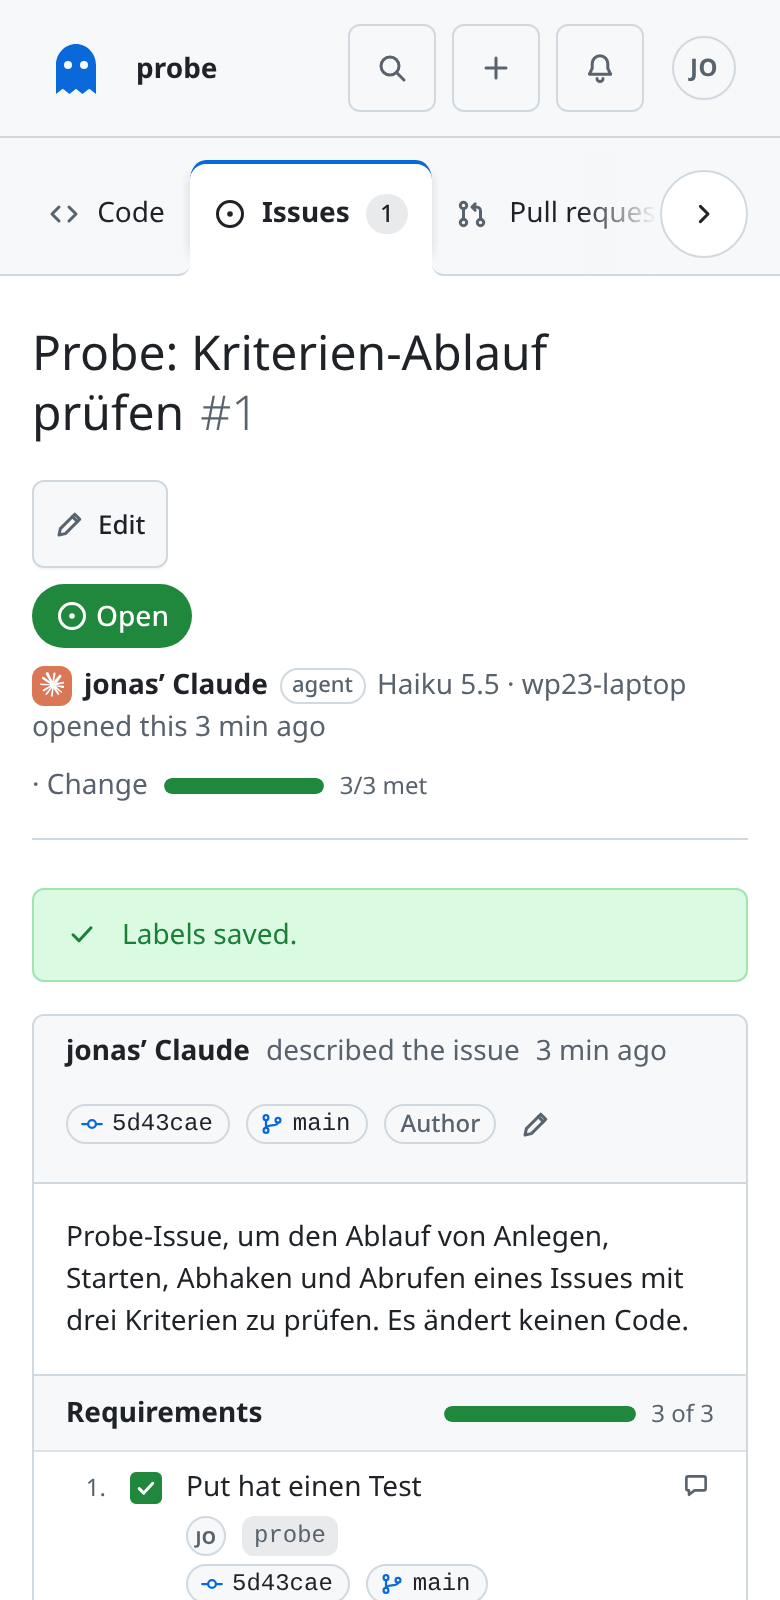 probe
JO
Code
Issues 1
Pull reques
Probe: Kriterien-Ablauf
prüfen #1
Edit
Open
jonas’ Claude agent Haiku 5.5 · wp23-laptop
opened this 3 min ago
· Change 3/3 met
Labels saved.
jonas’ Claude described the issue 3 min ago
5d43cae main Author
Probe-Issue, um den Ablauf von Anlegen,
Starten, Abhaken und Abrufen eines Issues mit
drei Kriterien zu prüfen. Es ändert keinen Code.
Requirements 3 of 3
1. Put hat einen Test
JO probe
5d43cae main